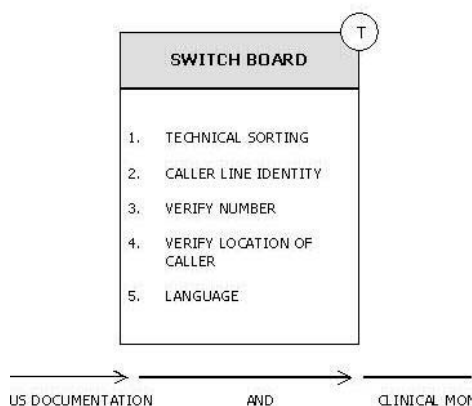 T
SWITCH BOARD
1. TECHNICAL SORTING
2. CALLER LINE IDENTITY
3. VERIFY NUMBER
4. VERIFY LOCATION OF
CALLER
5. LANGUAGE
US DOCUMENTATION AND CLINICAL MON